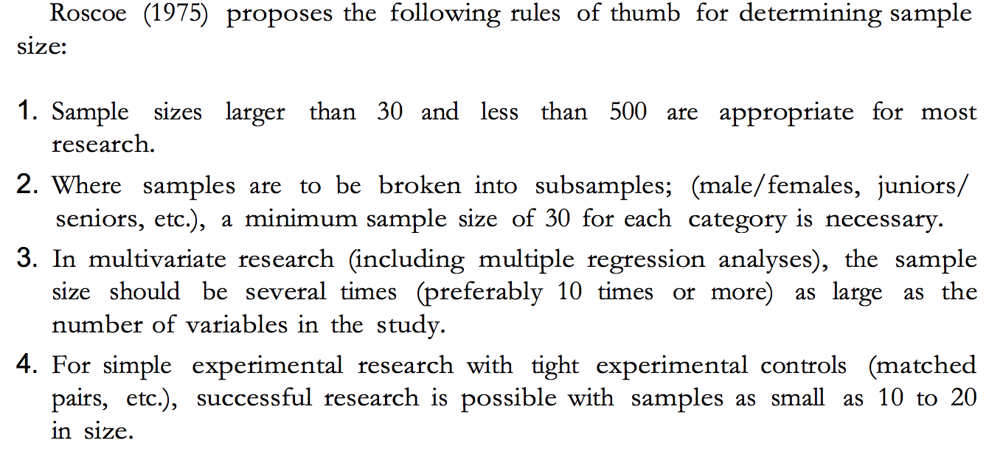 Roscoe (1975) proposes the following rules of thumb for determining sample
size:
1. Sample sizes larger than 30 and less than 500 are appropriate for most
research.
2. Where samples are to be broken into subsamples; (male/females, juniors/
seniors, etc.), a minimum sample size of 30 for each category is necessary.
3. In multivariate research (including multiple regression analyses), the sample
size should be several times (preferably 10 times or more) as large as the
number of variables in the study.
4. For simple experimental research with tight experimental controls (matched
pairs, etc.), successful research is possible with samples as small as 10 to 20
in size.